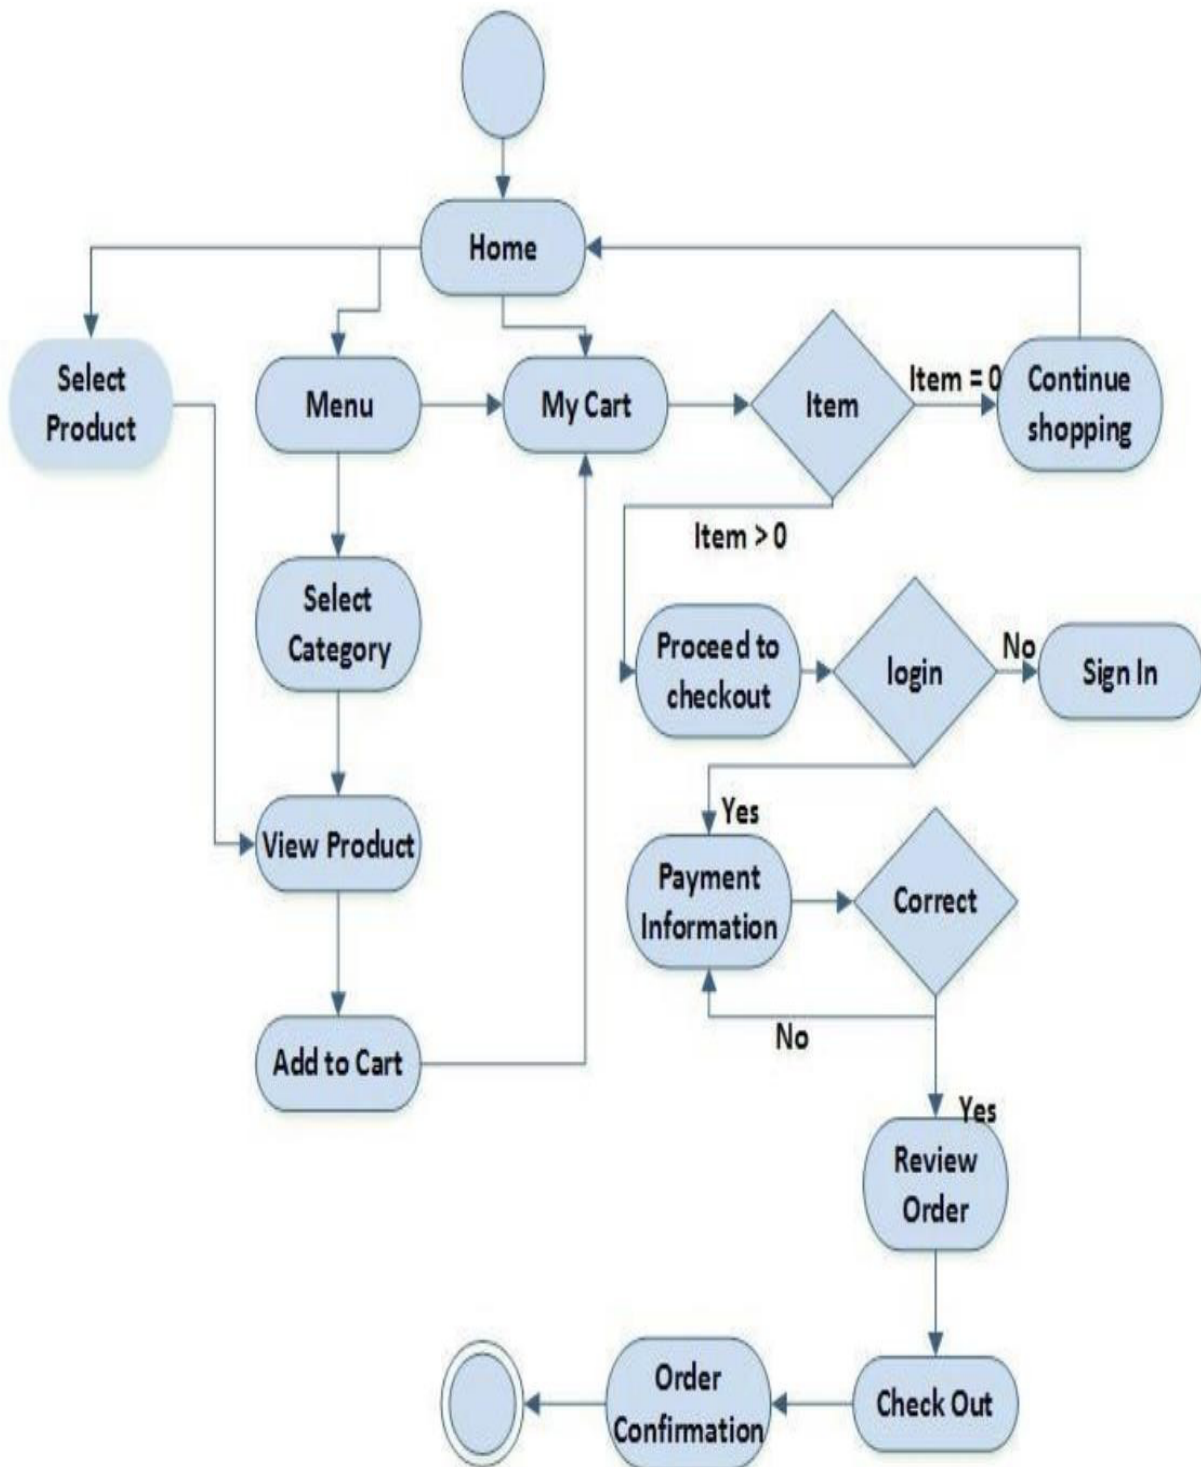 Home
Select
Product
Menu
My Cart
Item
Item = 0
Continue
shopping
Item > 0
Select
Category
Proceed to
checkout
login
No
Sign In
Yes
View Product
Payment
Information
Correct
No
Add to Cart
Yes
Review
Order
Order
Confirmation
Check Out